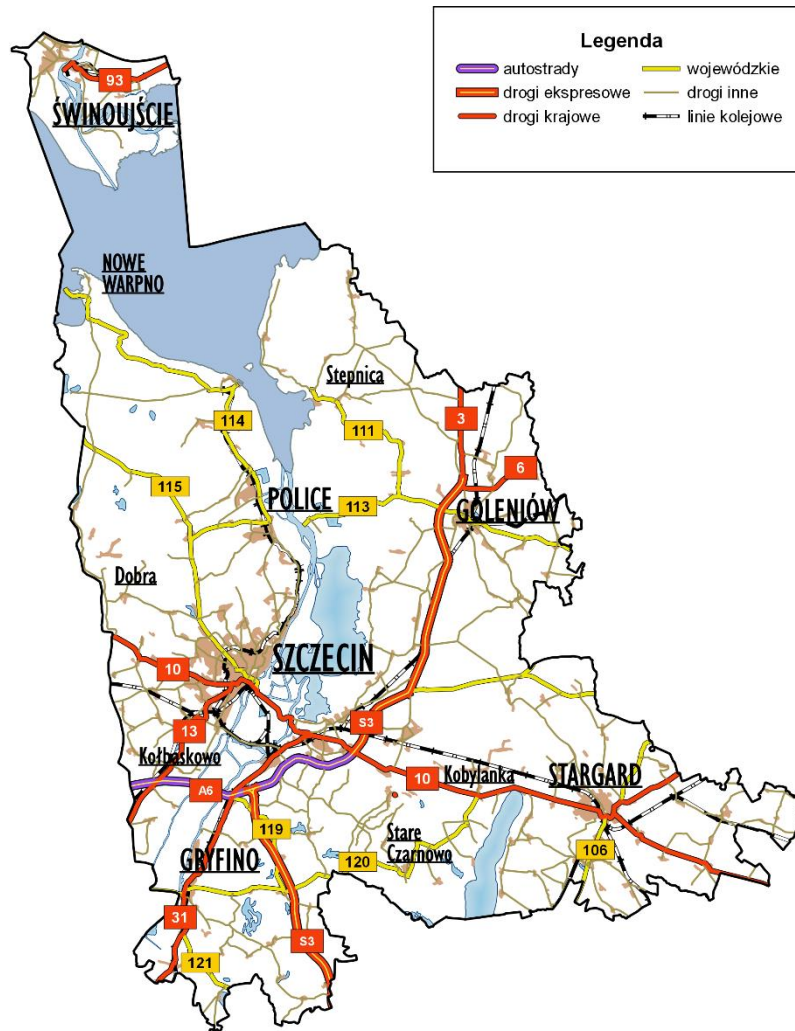 Legenda
autostrady
drogi ekspresowe
drogi krajowe
wojewódzkie
drogi inne
linie kolejowe
93
ŚWINOUJŚCIE
NOWE
WARPNO
Stepnica
114
111
3
6
115
POLICE
113
GOLENIÓW
Dobra
SZCZECIN
10
S3
13
Kołbaskowo
10
Kobylanka
STARGARD
A6
119
Stare
Czarnowo
106
120
GRYFINO
31
S3
121